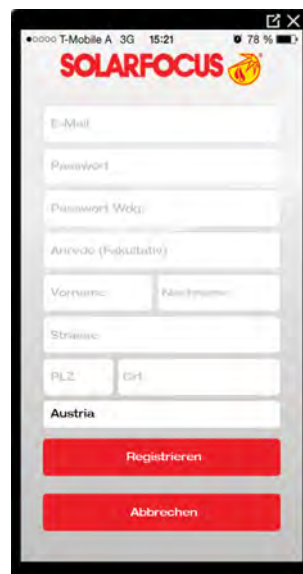 T-Mobile A 3G 15:21 78 %
SOLARFOCUS
E-Mail
Passwort
Passwort Wdg.
Anrede (Fakultativ)
Vorname Nachname
Strasse
PLZ Ort
Austria
Registrieren
Abbrechen